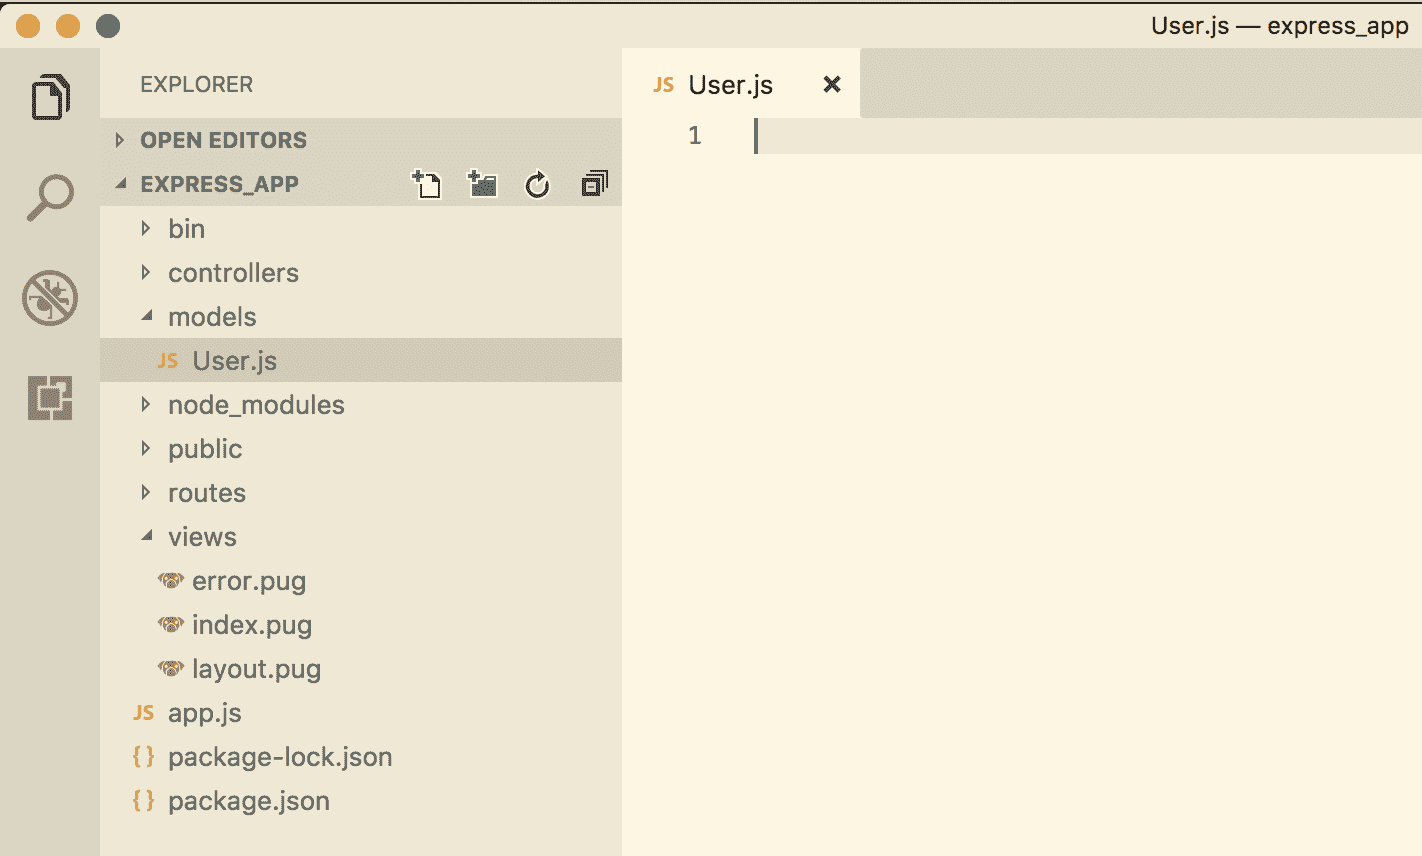 User.js — express_app
EXPLORER
OPEN EDITORS
EXPRESS_APP
bin
controllers
models
JS User.js
node_modules
public
routes
views
error.pug
index.pug
layout.pug
JS app.js
{ } package-lock.json
{ } package.json
JS User.js
1